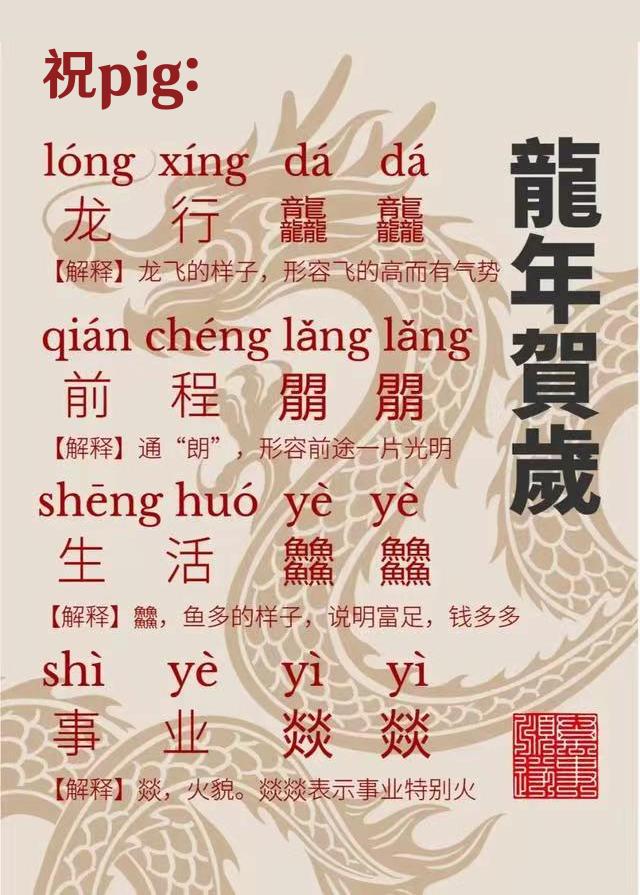 祝pig:
lóng xíng dá dá
龙 行 龘 龘
【解释】龙飞的样子，形容飞的高而有气势
qián chéng lǎng lǎng
前 程 朤 朤
【解释】通“朗”，形容前途一片光明
shēng huó yè yè
生 活 䲜 䲜
【解释】䲜，鱼多的样子，说明富足，钱多多
shì yè yì yì
事 业 燚 燚
【解释】燚，火貌。燚燚表示事业特别火
龍年賀歲